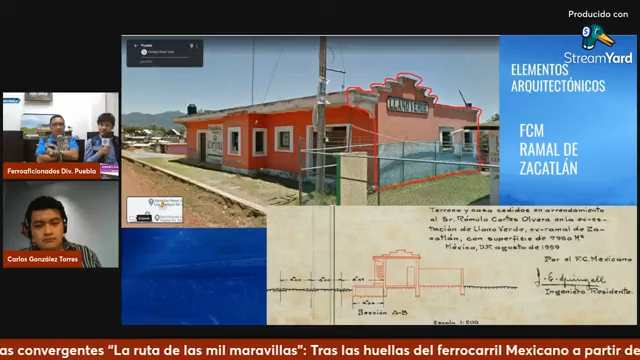 Producido con
StreamYard
Puebla
LLANO VERDE
ELEMENTOS
ARQUITECTÓNICOS
FCM
RAMAL DE
ZACATLÁN
Ferroaficionados Div. Puebla
Carlos González Torres
Terreno y casa cedidos en arrendamiento
al Sr. Rómulo Cortes Olvera en la ex-es-
tación de Llano Verde, ex-ramal de Za-
catlán, con superficie de 7950 M²
México, D.F. agosto de 1959
Por el F.C. Mexicano
Ingeniero Residente.
Sección A-B
Escala 1:200
as convergentes “La ruta de las mil maravillas”: Tras las huellas del ferrocarril Mexicano a partir de